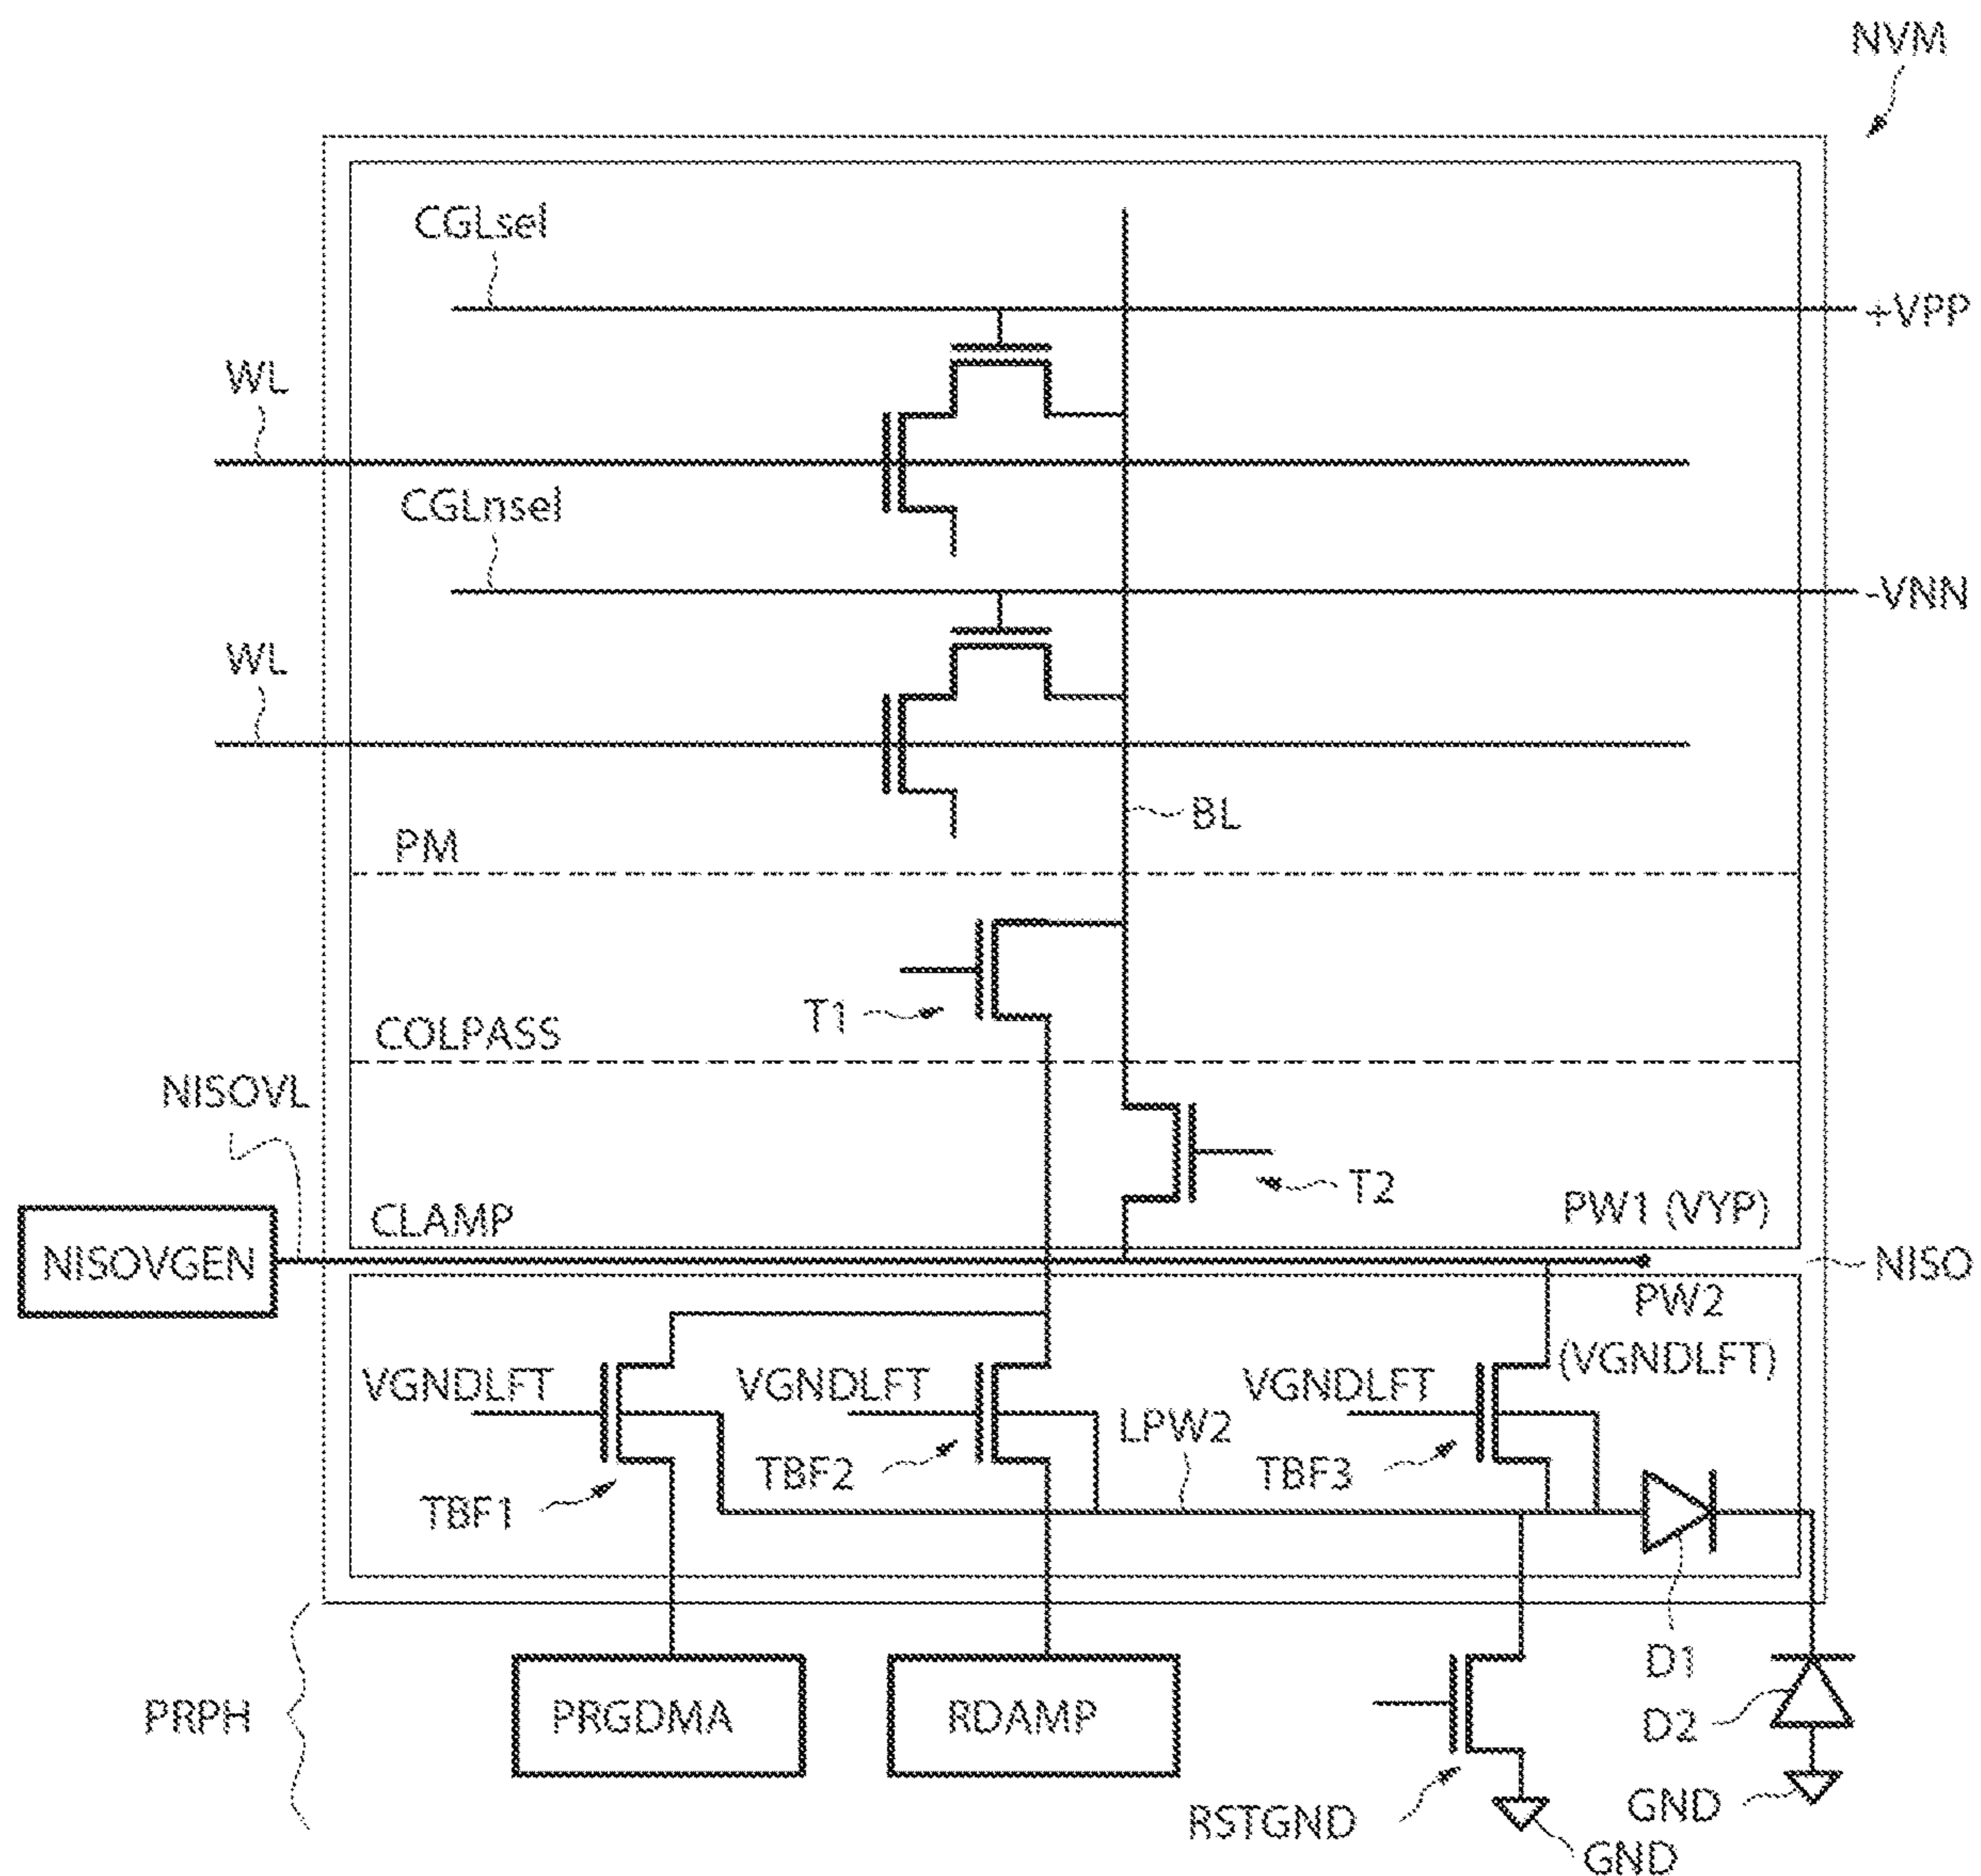 NVM
CGLsel
+VPP
WL
CGLnsel
-VNN
WL
BL
PM
T1
COLPASS
NISOVL
T2
CLAMP
PW1 (VYP)
NISOVGEN
NISO
PW2
(VGNDLFT)
VGNDLFT
VGNDLFT
VGNDLFT
LPW2
TBF1
TBF2
TBF3
D1
PRPH
PRGDMA
RDAMP
D2
RSTGND
GND
GND